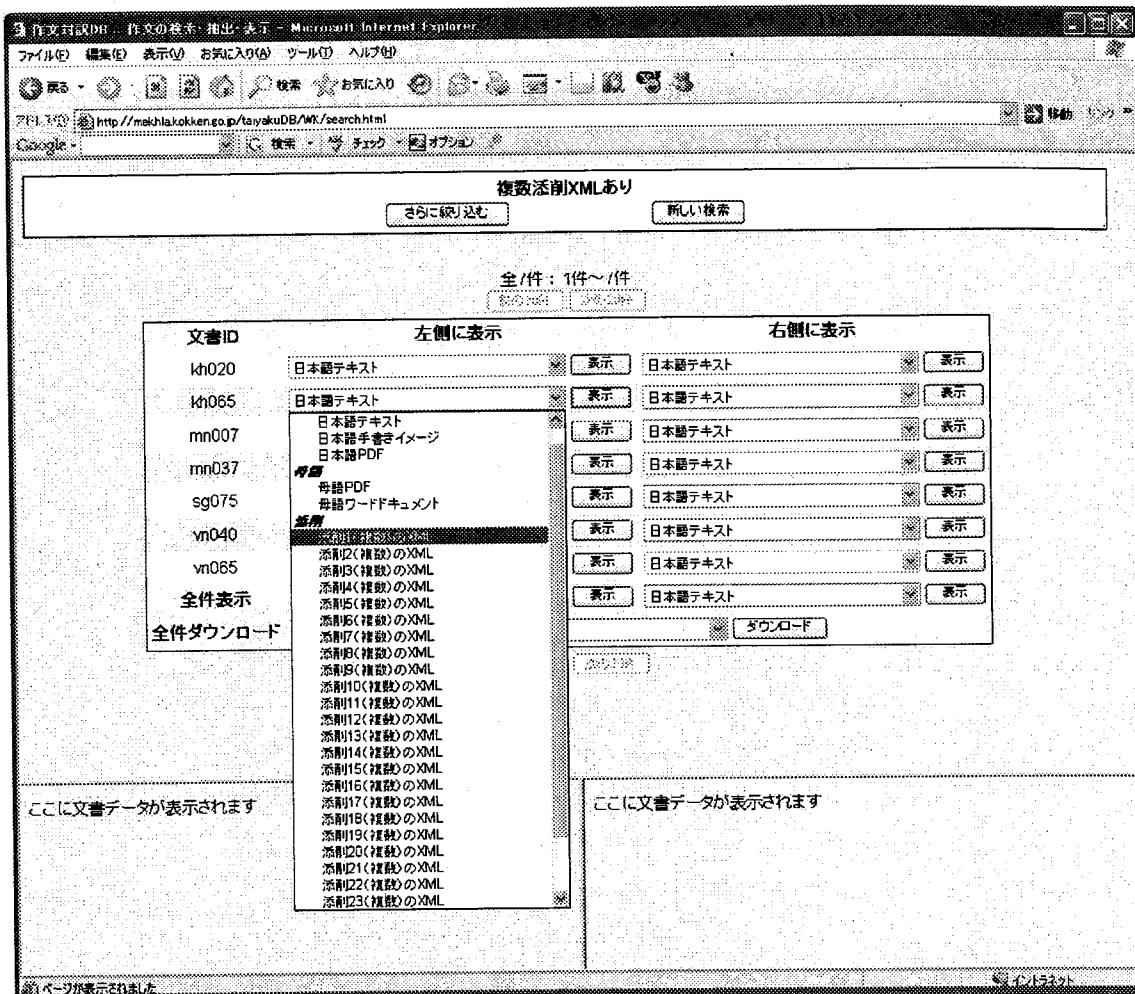 作文対訳DB : 作文の検索・抽出・表示 - Microsoft Internet Explorer
ファイル(F) 編集(E) 表示(V) お気に入り(A) ツール(T) ヘルプ(H)
戻る 検索 お気に入り
アドレス(D) http://makhla.kokken.go.jp/taiyakuDB/WK/search.html 移動 リンク »
Google 検索 チェック オプション
複数添削XMLあり
さらに絞り込む 新しい検索
全7件: 1件～7件
文書ID 左側に表示 右側に表示
kh020 日本語テキスト 表示 日本語テキスト 表示
kh065 日本語テキスト 表示 日本語テキスト 表示
日本語テキスト
日本語手書きイメージ
日本語PDF
母語
母語PDF
母語ワードドキュメント
添削
添削1(複数)のXML
添削2(複数)のXML
添削3(複数)のXML
添削4(複数)のXML
添削5(複数)のXML
添削6(複数)のXML
添削7(複数)のXML
添削8(複数)のXML
添削9(複数)のXML
添削10(複数)のXML
添削11(複数)のXML
添削12(複数)のXML
添削13(複数)のXML
添削14(複数)のXML
添削15(複数)のXML
添削16(複数)のXML
添削17(複数)のXML
添削18(複数)のXML
添削19(複数)のXML
添削20(複数)のXML
添削21(複数)のXML
添削22(複数)のXML
添削23(複数)のXML
mn007 表示 日本語テキスト 表示
mn037 表示 日本語テキスト 表示
sg075 表示 日本語テキスト 表示
vn040 表示 日本語テキスト 表示
vn065 表示 日本語テキスト 表示
全件表示 表示 日本語テキスト 表示
全件ダウンロード ダウンロード
ここに文書データが表示されます ここに文書データが表示されます
ページが表示されました イントラネット